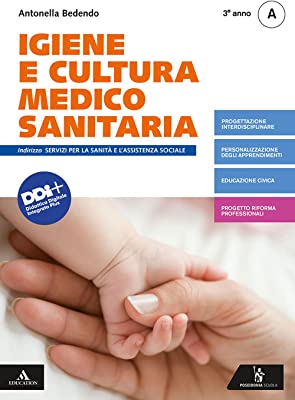 Antonella Bedendo
3° anno
A
IGIENE
E CULTURA
MEDICO
SANITARIA
Indirizzo SERVIZI PER LA SANITÀ E L'ASSISTENZA SOCIALE
PROGETTAZIONE
INTERDISCIPLINARE
PERSONALIZZAZIONE
DEGLI APPRENDIMENTI
EDUCAZIONE CIVICA
PROGETTO RIFORMA
PROFESSIONALI
DDI+
Didattica Digitale
Integrata Plus
EDUCATION
POSEIDONIA SCUOLA